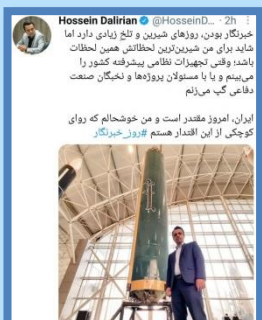 Hossein Dalirian @HosseinD... · 2h
خبرنگار بودن، روزهای شیرین و تلخ زیادی دارد اما
شاید برای من شیرین‌ترین لحظاتش همین لحظات
باشد؛ وقتی تجهیزات نظامی پیشرفته کشور را
می‌بینم و یا با مسئولان پروژه‌ها و نخبگان صنعت
دفاعی گپ می‌زنم
ایران، امروز مقتدر است و من خوشحالم که راوی
کوچکی از این اقتدار هستم #روز_خبرنگار